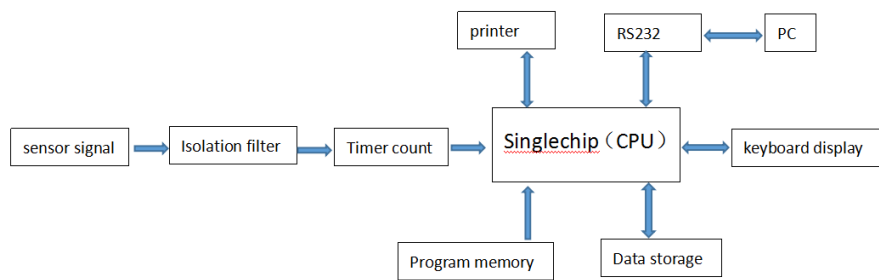 printer
RS232
PC
Singlechip（CPU）
sensor signal
Isolation filter
Timer count
keyboard display
Program memory
Data storage